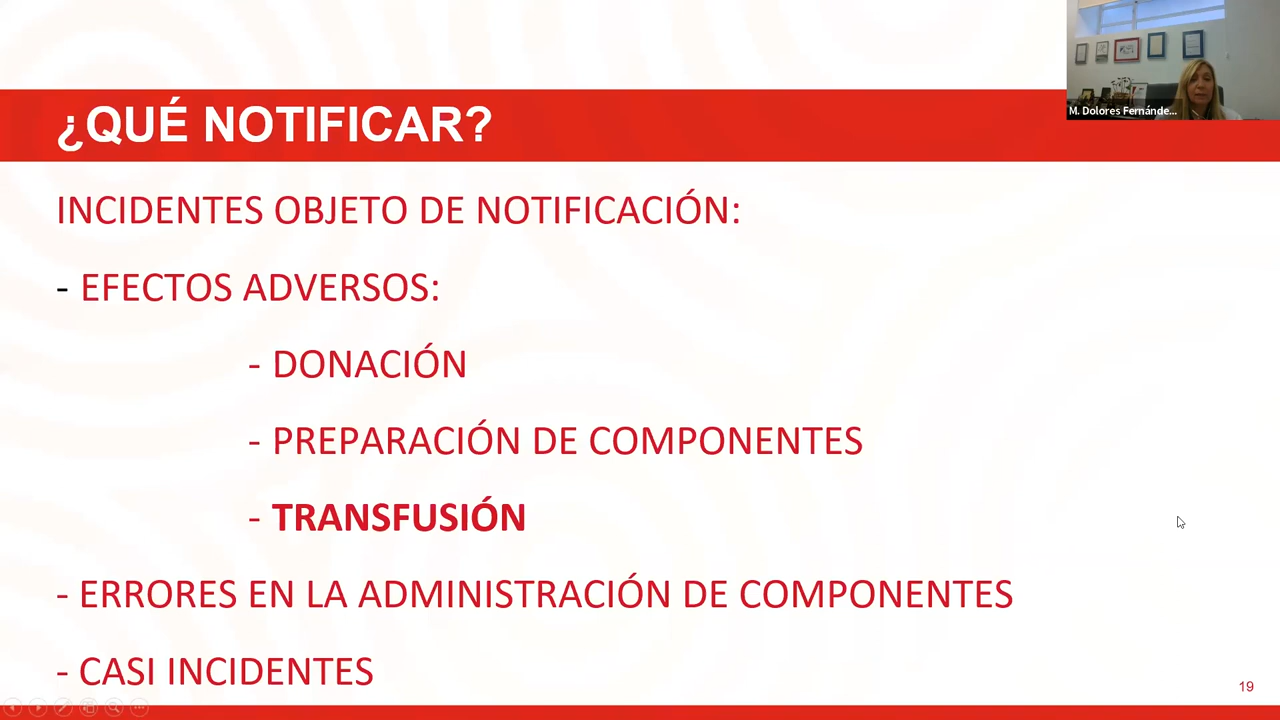 ¿QUÉ NOTIFICAR?
M. Dolores Fernánde...
INCIDENTES OBJETO DE NOTIFICACIÓN:
- EFECTOS ADVERSOS:
- DONACIÓN
- PREPARACIÓN DE COMPONENTES
- TRANSFUSIÓN
- ERRORES EN LA ADMINISTRACIÓN DE COMPONENTES
- CASI INCIDENTES
19